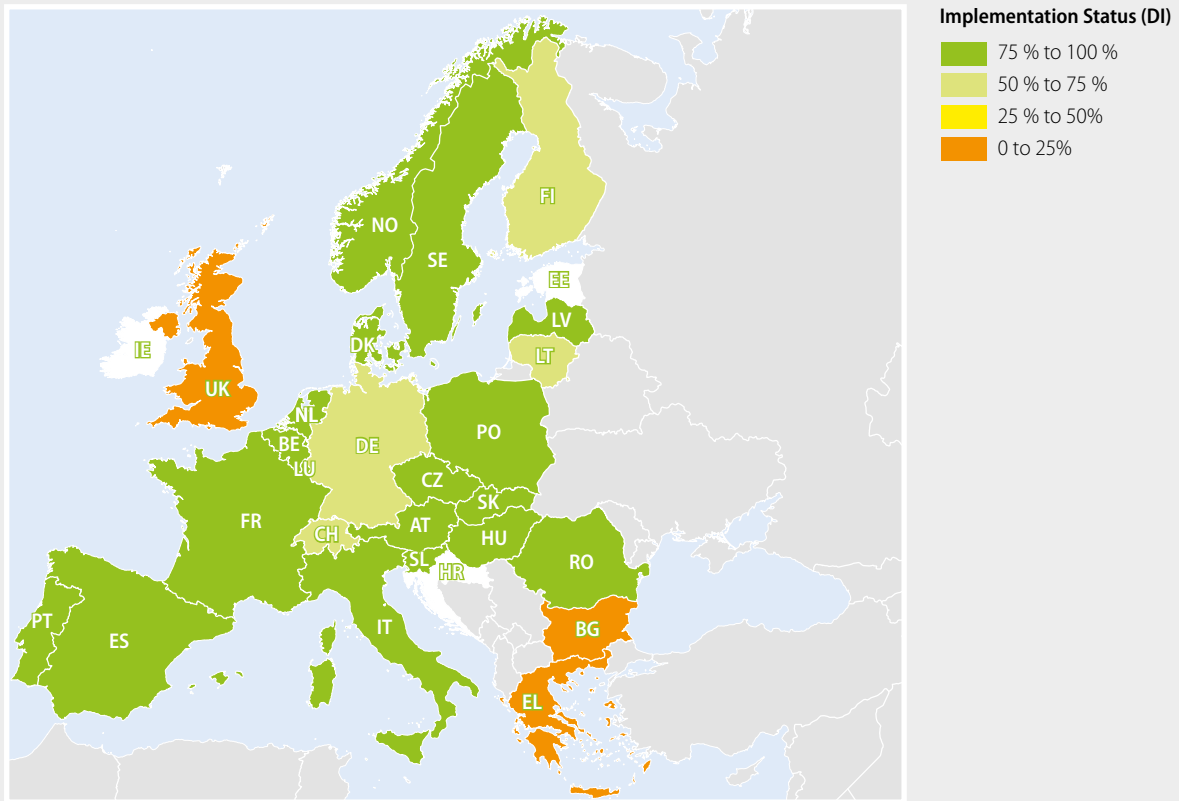 Implementation Status (DI)
75 % to 100 %
50 % to 75 %
25 % to 50%
0 to 25%
FI
NO
SE
EE
LV
LT
DK
IE
UK
NL
BE
LU
DE
PO
CZ
SK
FR
CH
AT
HU
SL
HR
RO
PT
ES
IT
BG
EL